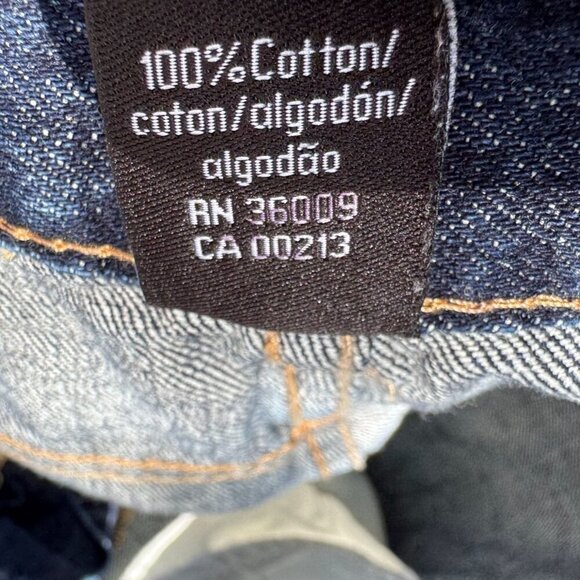 100%Cotton/
coton/algodón/
algodão
RN 36009
CA 00213